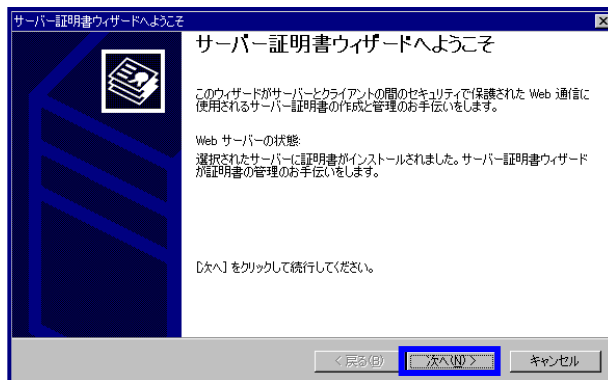 サーバー証明書ウィザードへようこそ
サーバー証明書ウィザードへようこそ
このウィザードがサーバーとクライアントの間のセキュリティで保護された Web 通信に
使用されるサーバー証明書の作成と管理のお手伝いをします。
Web サーバーの状態:
選択されたサーバーに証明書がインストールされました。サーバー証明書ウィザード
が証明書の管理のお手伝いをします。
[次へ] をクリックして続行してください。
< 戻る(B) 次へ(N) > キャンセル